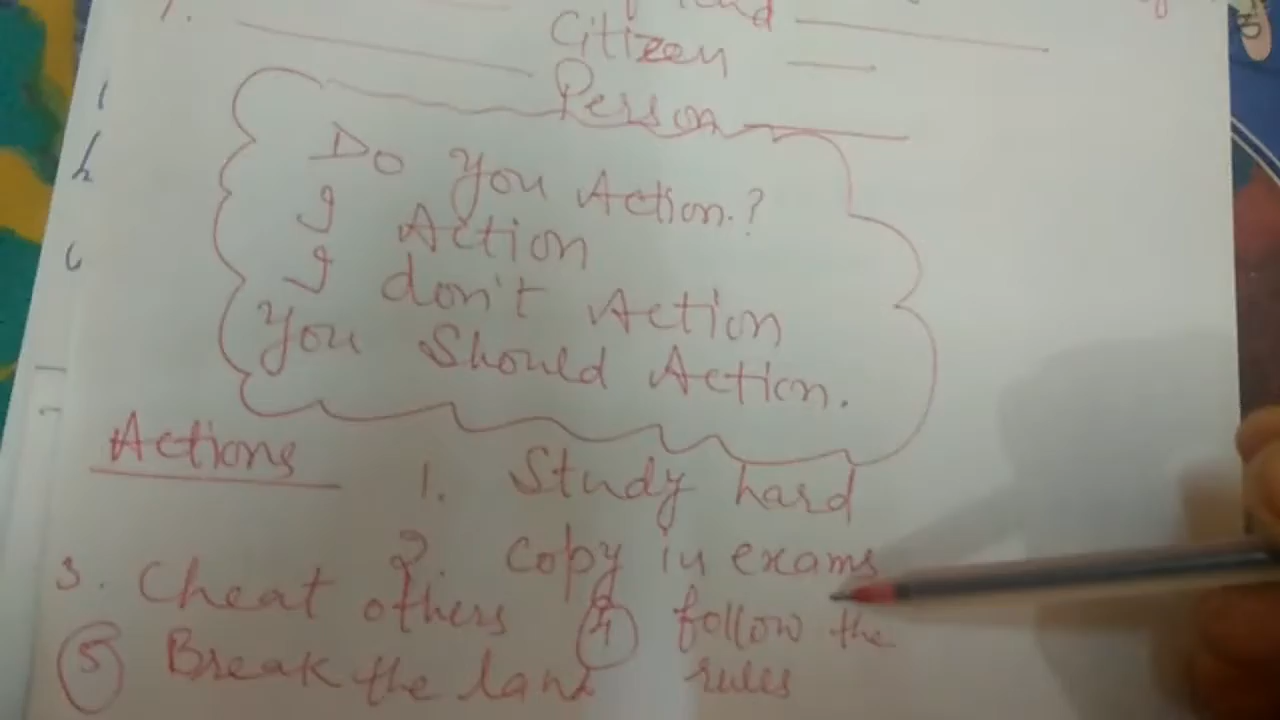 Citizen
Person
Do you Action.?
I Action
I don't Action
You Should Action.
Actions
1. Study hard
2. Copy in exams
3. Cheat others
4 follow the rules
5 Break the law